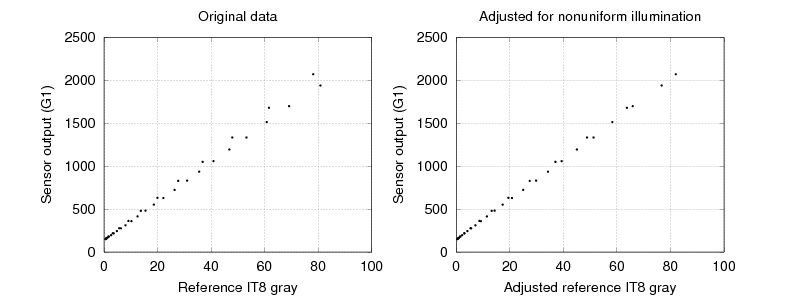 Original data
2500
2000
1500
1000
500
0
Sensor output (G1)
0 20 40 60 80 100
Reference IT8 gray
Adjusted for nonuniform illumination
2500
2000
1500
1000
500
0
Sensor output (G1)
0 20 40 60 80 100
Adjusted reference IT8 gray